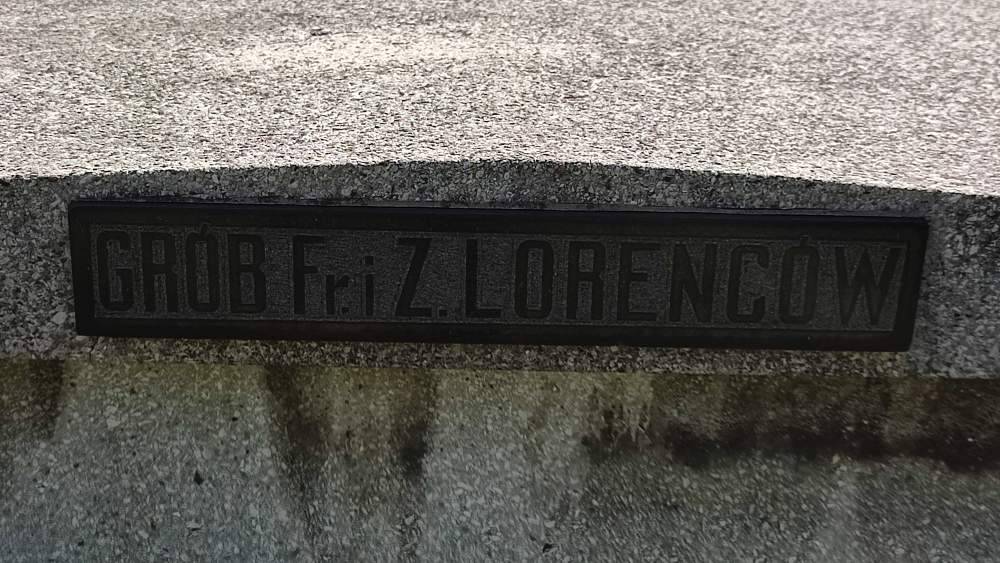 GRÓB Fr. i Z. LORENCÓW